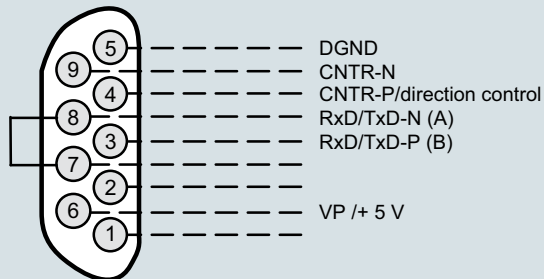 5 DGND
9 CNTR-N
4 CNTR-P/direction control
8 RxD/TxD-N (A)
3 RxD/TxD-P (B)
7
2
6 VP /+ 5 V
1